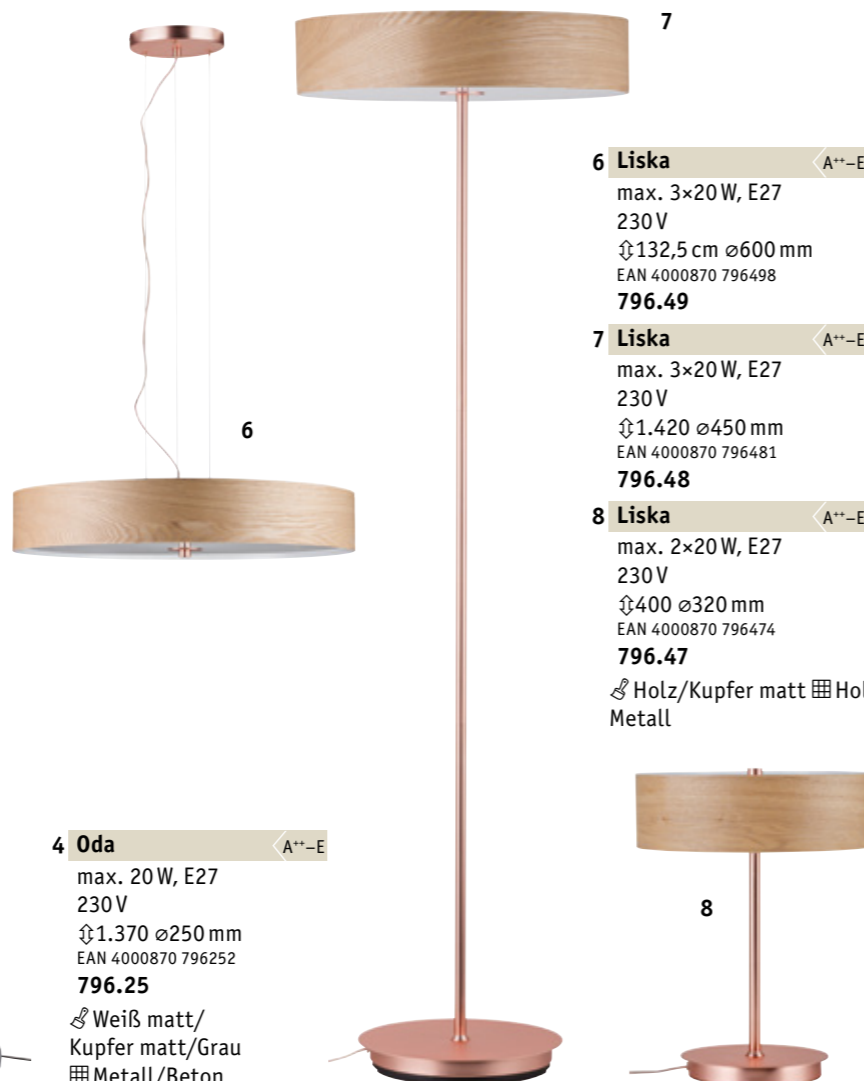 7
6 Liska A++–E
max. 3×20 W, E27
230 V
⇕132,5 cm ⌀600 mm
EAN 4000870 796498
796.49
7 Liska A++–E
max. 3×20 W, E27
230 V
⇕1.420 ⌀450 mm
EAN 4000870 796481
796.48
8 Liska A++–E
max. 2×20 W, E27
230 V
⇕400 ⌀320 mm
EAN 4000870 796474
796.47
Holz/Kupfer matt
Metall
6
4 Oda A++–E
max. 20 W, E27
230 V
⇕1.370 ⌀250 mm
EAN 4000870 796252
796.25
Weiß matt/
Kupfer matt/Grau
Metall/Beton
8